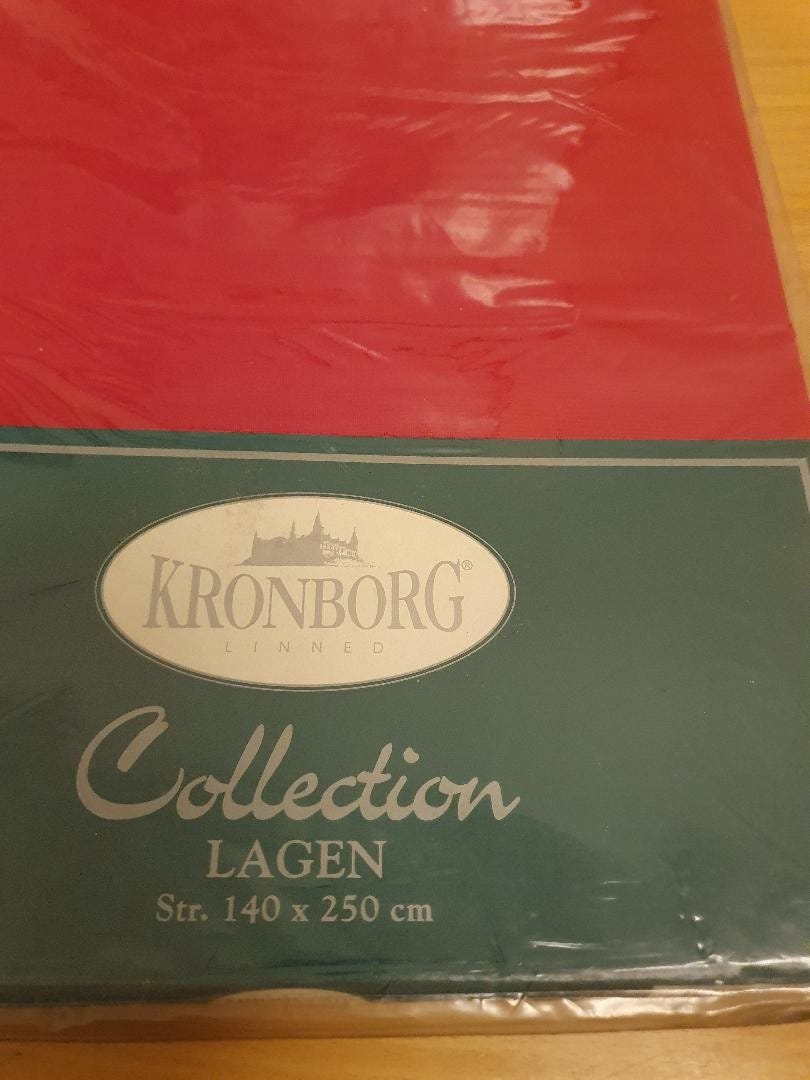 KRONBORG®
LINNED
Collection
LAGEN
Str. 140 x 250 cm